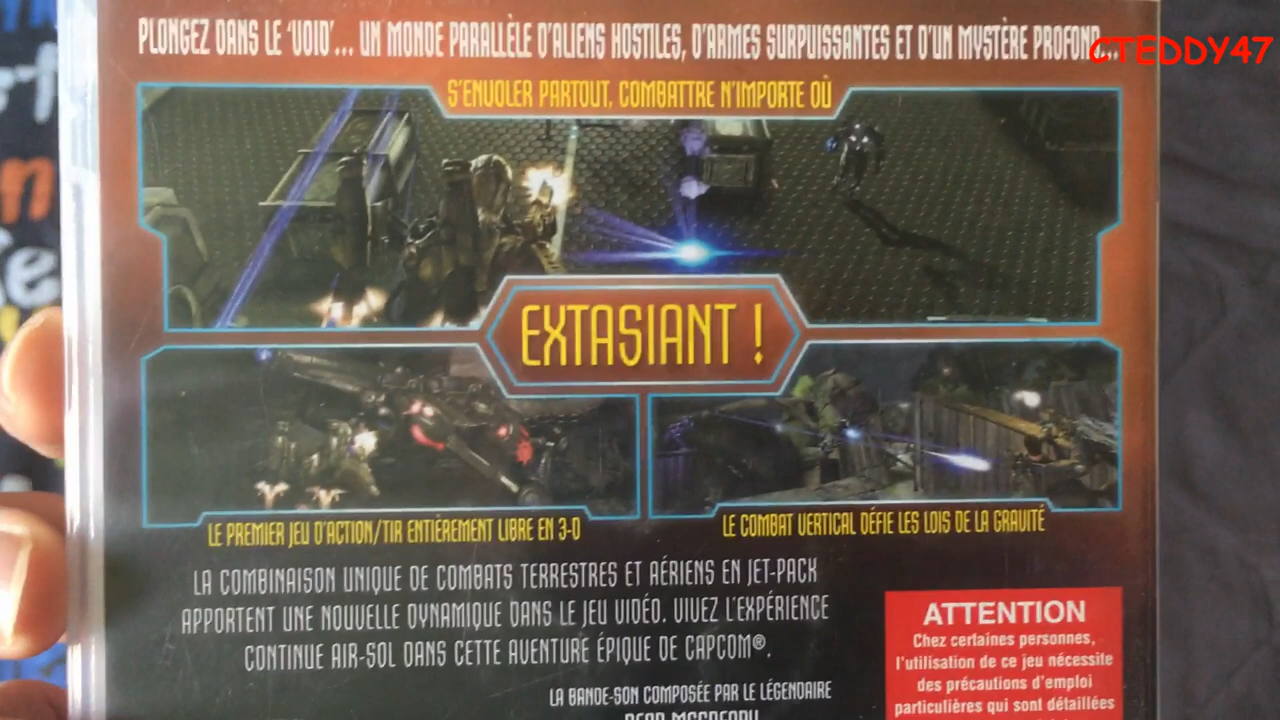 PLONGEZ DANS LE 'VOID'... UN MONDE PARALLÈLE D'ALIENS HOSTILES, D'ARMES SURPUISSANTES ET D'UN MYSTÈRE PROFOND...
CTEDDY47
S'ENVOLER PARTOUT, COMBATTRE N'IMPORTE OÙ
EXTASIANT !
LE PREMIER JEU D'ACTION/TIR ENTIÈREMENT LIBRE EN 3-D
LE COMBAT VERTICAL DÉFIE LES LOIS DE LA GRAVITÉ
LA COMBINAISON UNIQUE DE COMBATS TERRESTRES ET AÉRIENS EN JET-PACK
APPORTENT UNE NOUVELLE DYNAMIQUE DANS LE JEU VIDÉO. VIVEZ L'EXPÉRIENCE
CONTINUE AIR-SOL DANS CETTE AVENTURE ÉPIQUE DE CAPCOM®.
LA BANDE-SON COMPOSÉE PAR LE LÉGENDAIRE
BEAR MCCREARY
ATTENTION
Chez certaines personnes,
l'utilisation de ce jeu nécessite
des précautions d'emploi
particulières qui sont détaillées